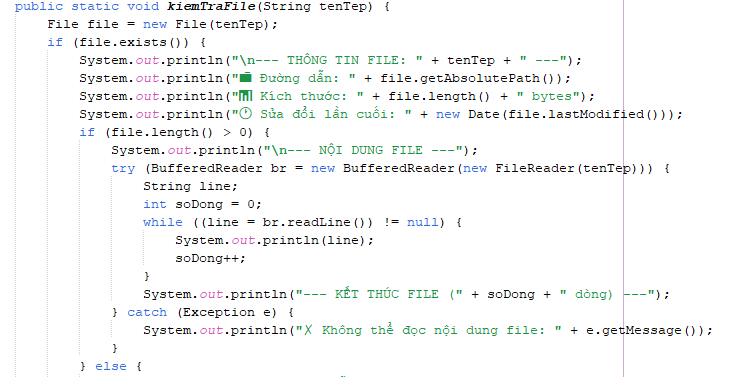 public static void kiemTraFile(String tenTep) {
File file = new File(tenTep);
if (file.exists()) {
System.out.println("\n--- THÔNG TIN FILE: " + tenTep + " ---");
System.out.println("📁 Đường dẫn: " + file.getAbsolutePath());
System.out.println("📊 Kích thước: " + file.length() + " bytes");
System.out.println("🕐 Sửa đổi lần cuối: " + new Date(file.lastModified()));
if (file.length() > 0) {
System.out.println("\n--- NỘI DUNG FILE ---");
try (BufferedReader br = new BufferedReader(new FileReader(tenTep))) {
String line;
int soDong = 0;
while ((line = br.readLine()) != null) {
System.out.println(line);
soDong++;
}
System.out.println("--- KẾT THÚC FILE (" + soDong + " dòng) ---");
} catch (Exception e) {
System.out.println("✗ Không thể đọc nội dung file: " + e.getMessage());
}
} else {